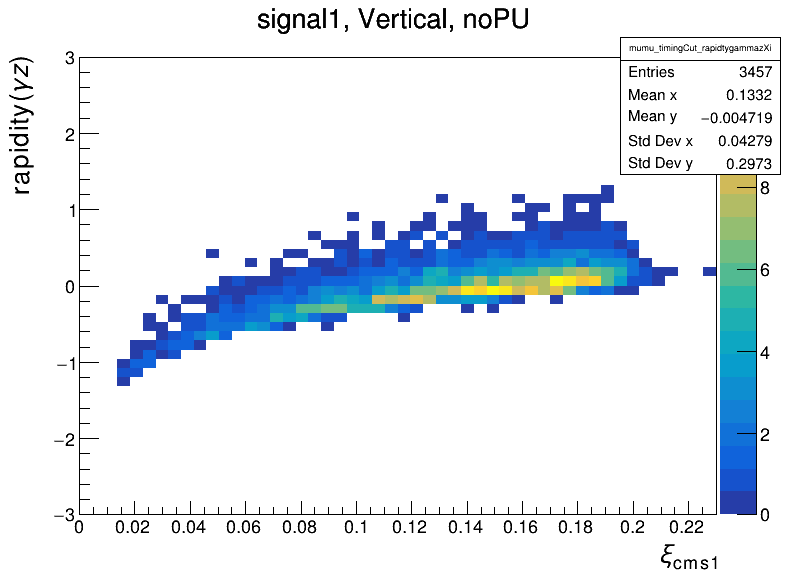 signal1, Vertical, noPU
mumu_timingCut_rapidtygammazXi
Entries 3457
Mean x 0.1332
Mean y −0.004719
Std Dev x 0.04279
Std Dev y 0.2973
rapidity(γz)
3
2
1
0
−1
−2
−3
8
6
4
2
0
0 0.02 0.04 0.06 0.08 0.1 0.12 0.14 0.16 0.18 0.2 0.22
ξcms1